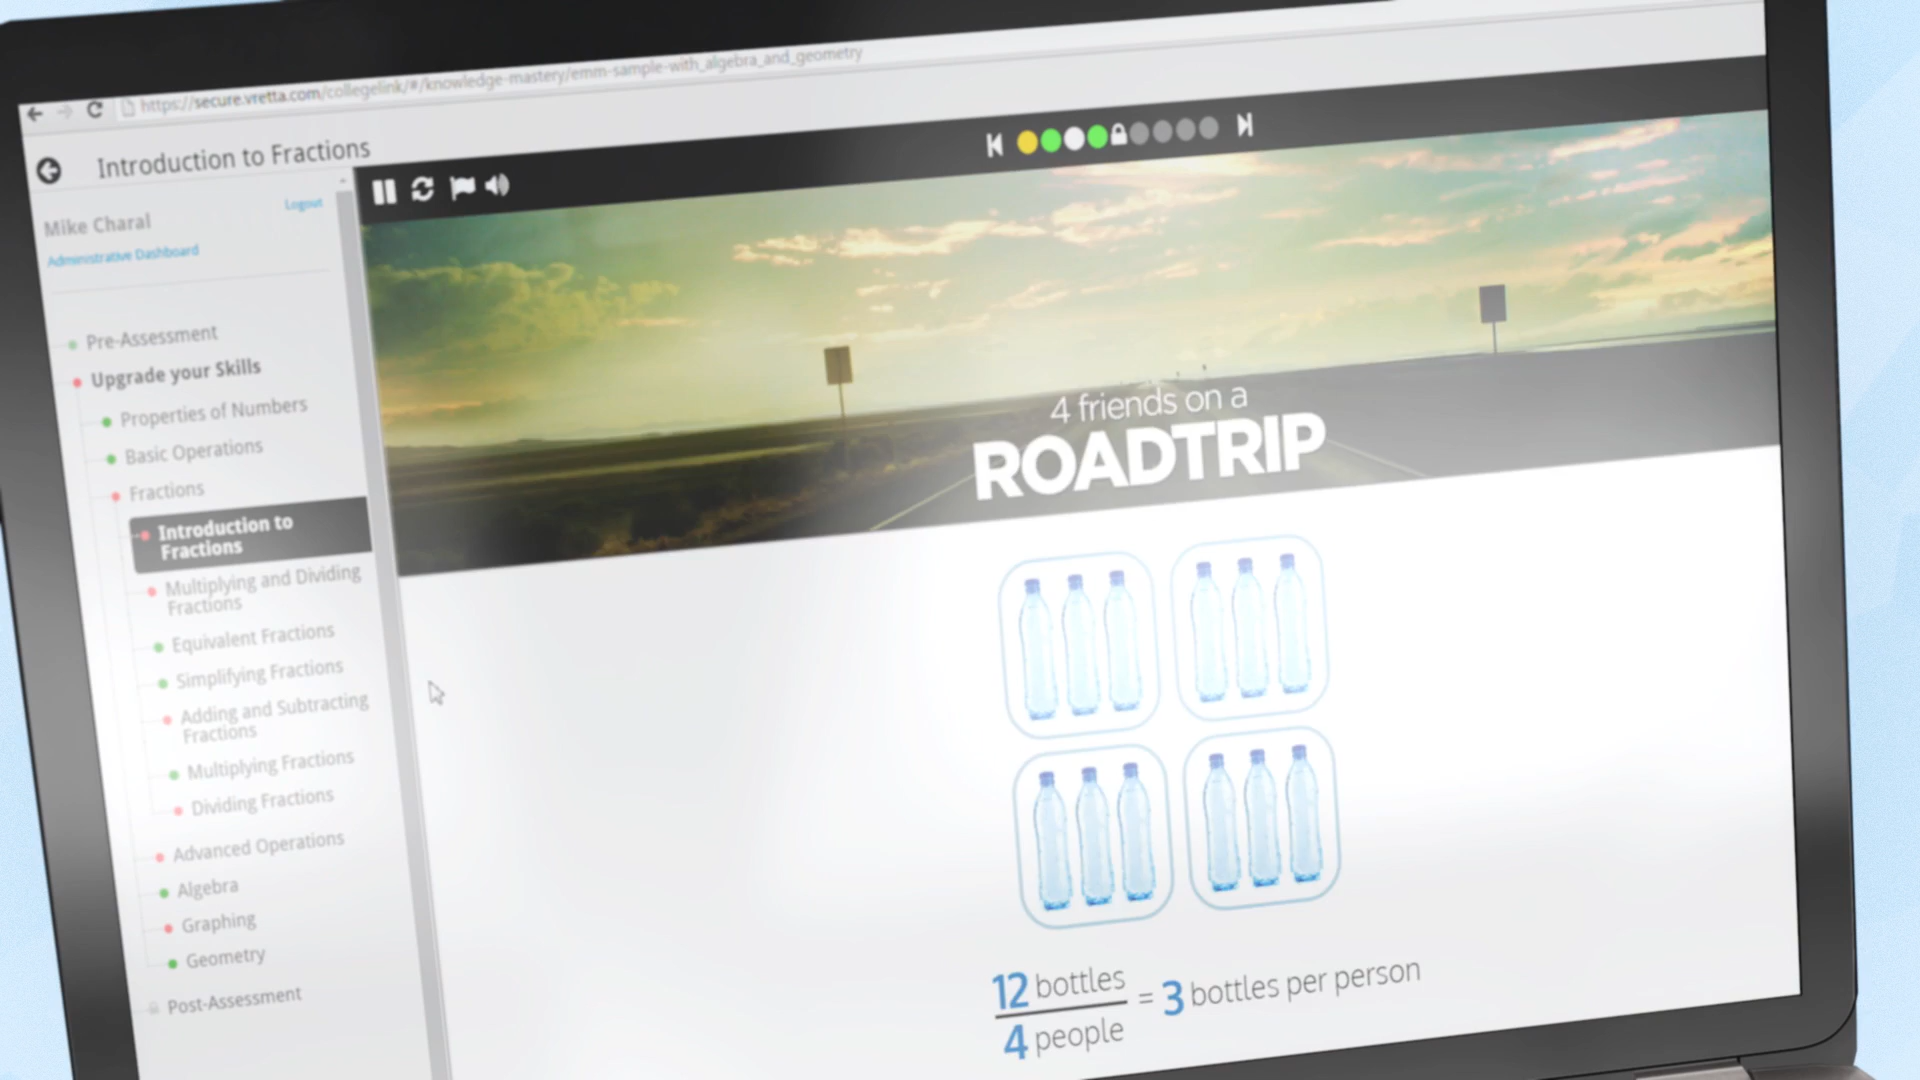 https://secure.vretta.com/collegelink/#/knowledge-mastery/emm-sample-with_algebra_and_geometry
Introduction to Fractions
Mike Charal
Logout
Administrative Dashboard
Pre-Assessment
Upgrade your Skills
Properties of Numbers
Basic Operations
Fractions
Introduction to
Fractions
Multiplying and Dividing
Fractions
Equivalent Fractions
Simplifying Fractions
Adding and Subtracting
Fractions
Multiplying Fractions
Dividing Fractions
Advanced Operations
Algebra
Graphing
Geometry
Post-Assessment
4 friends on a
ROADTRIP
12 bottles
4 people
= 3 bottles per person